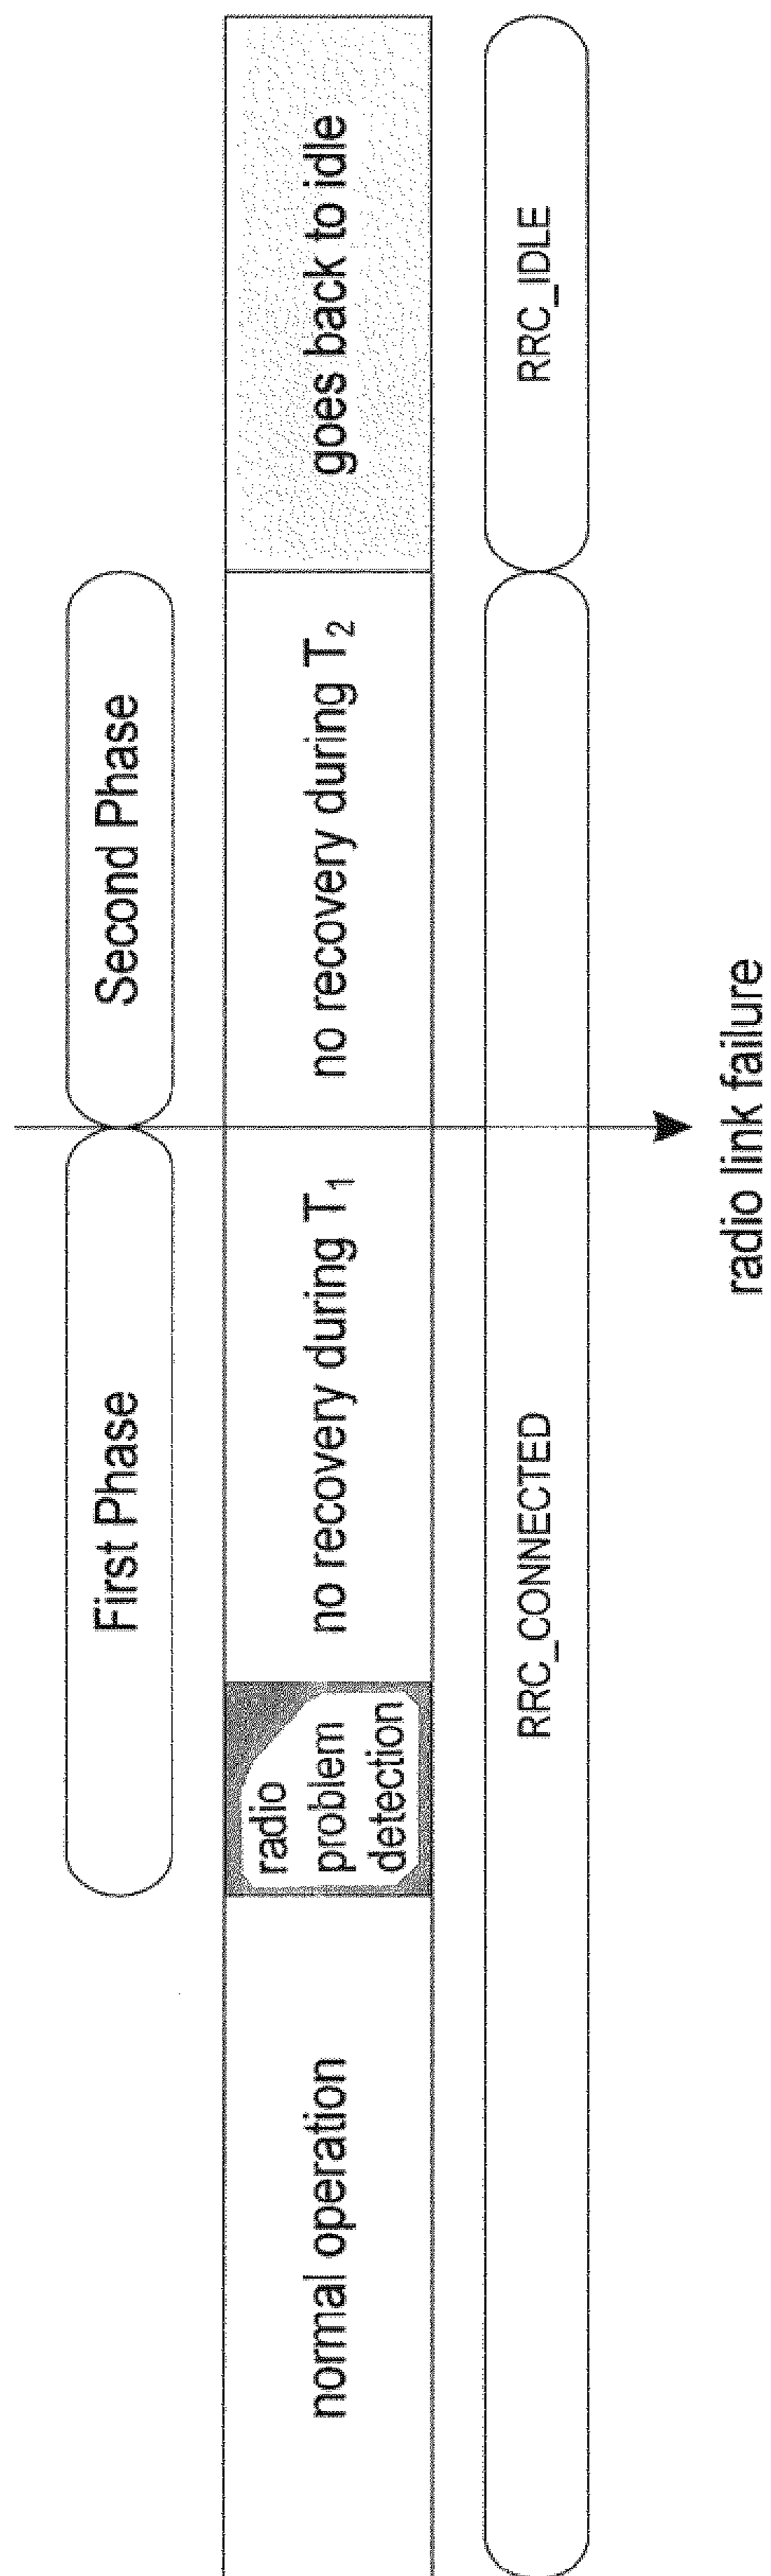 First Phase
Second Phase
normal operation
radio
problem
detection
no recovery during T₁
no recovery during T₂
goes back to idle
RRC_CONNECTED
RRC_IDLE
radio link failure